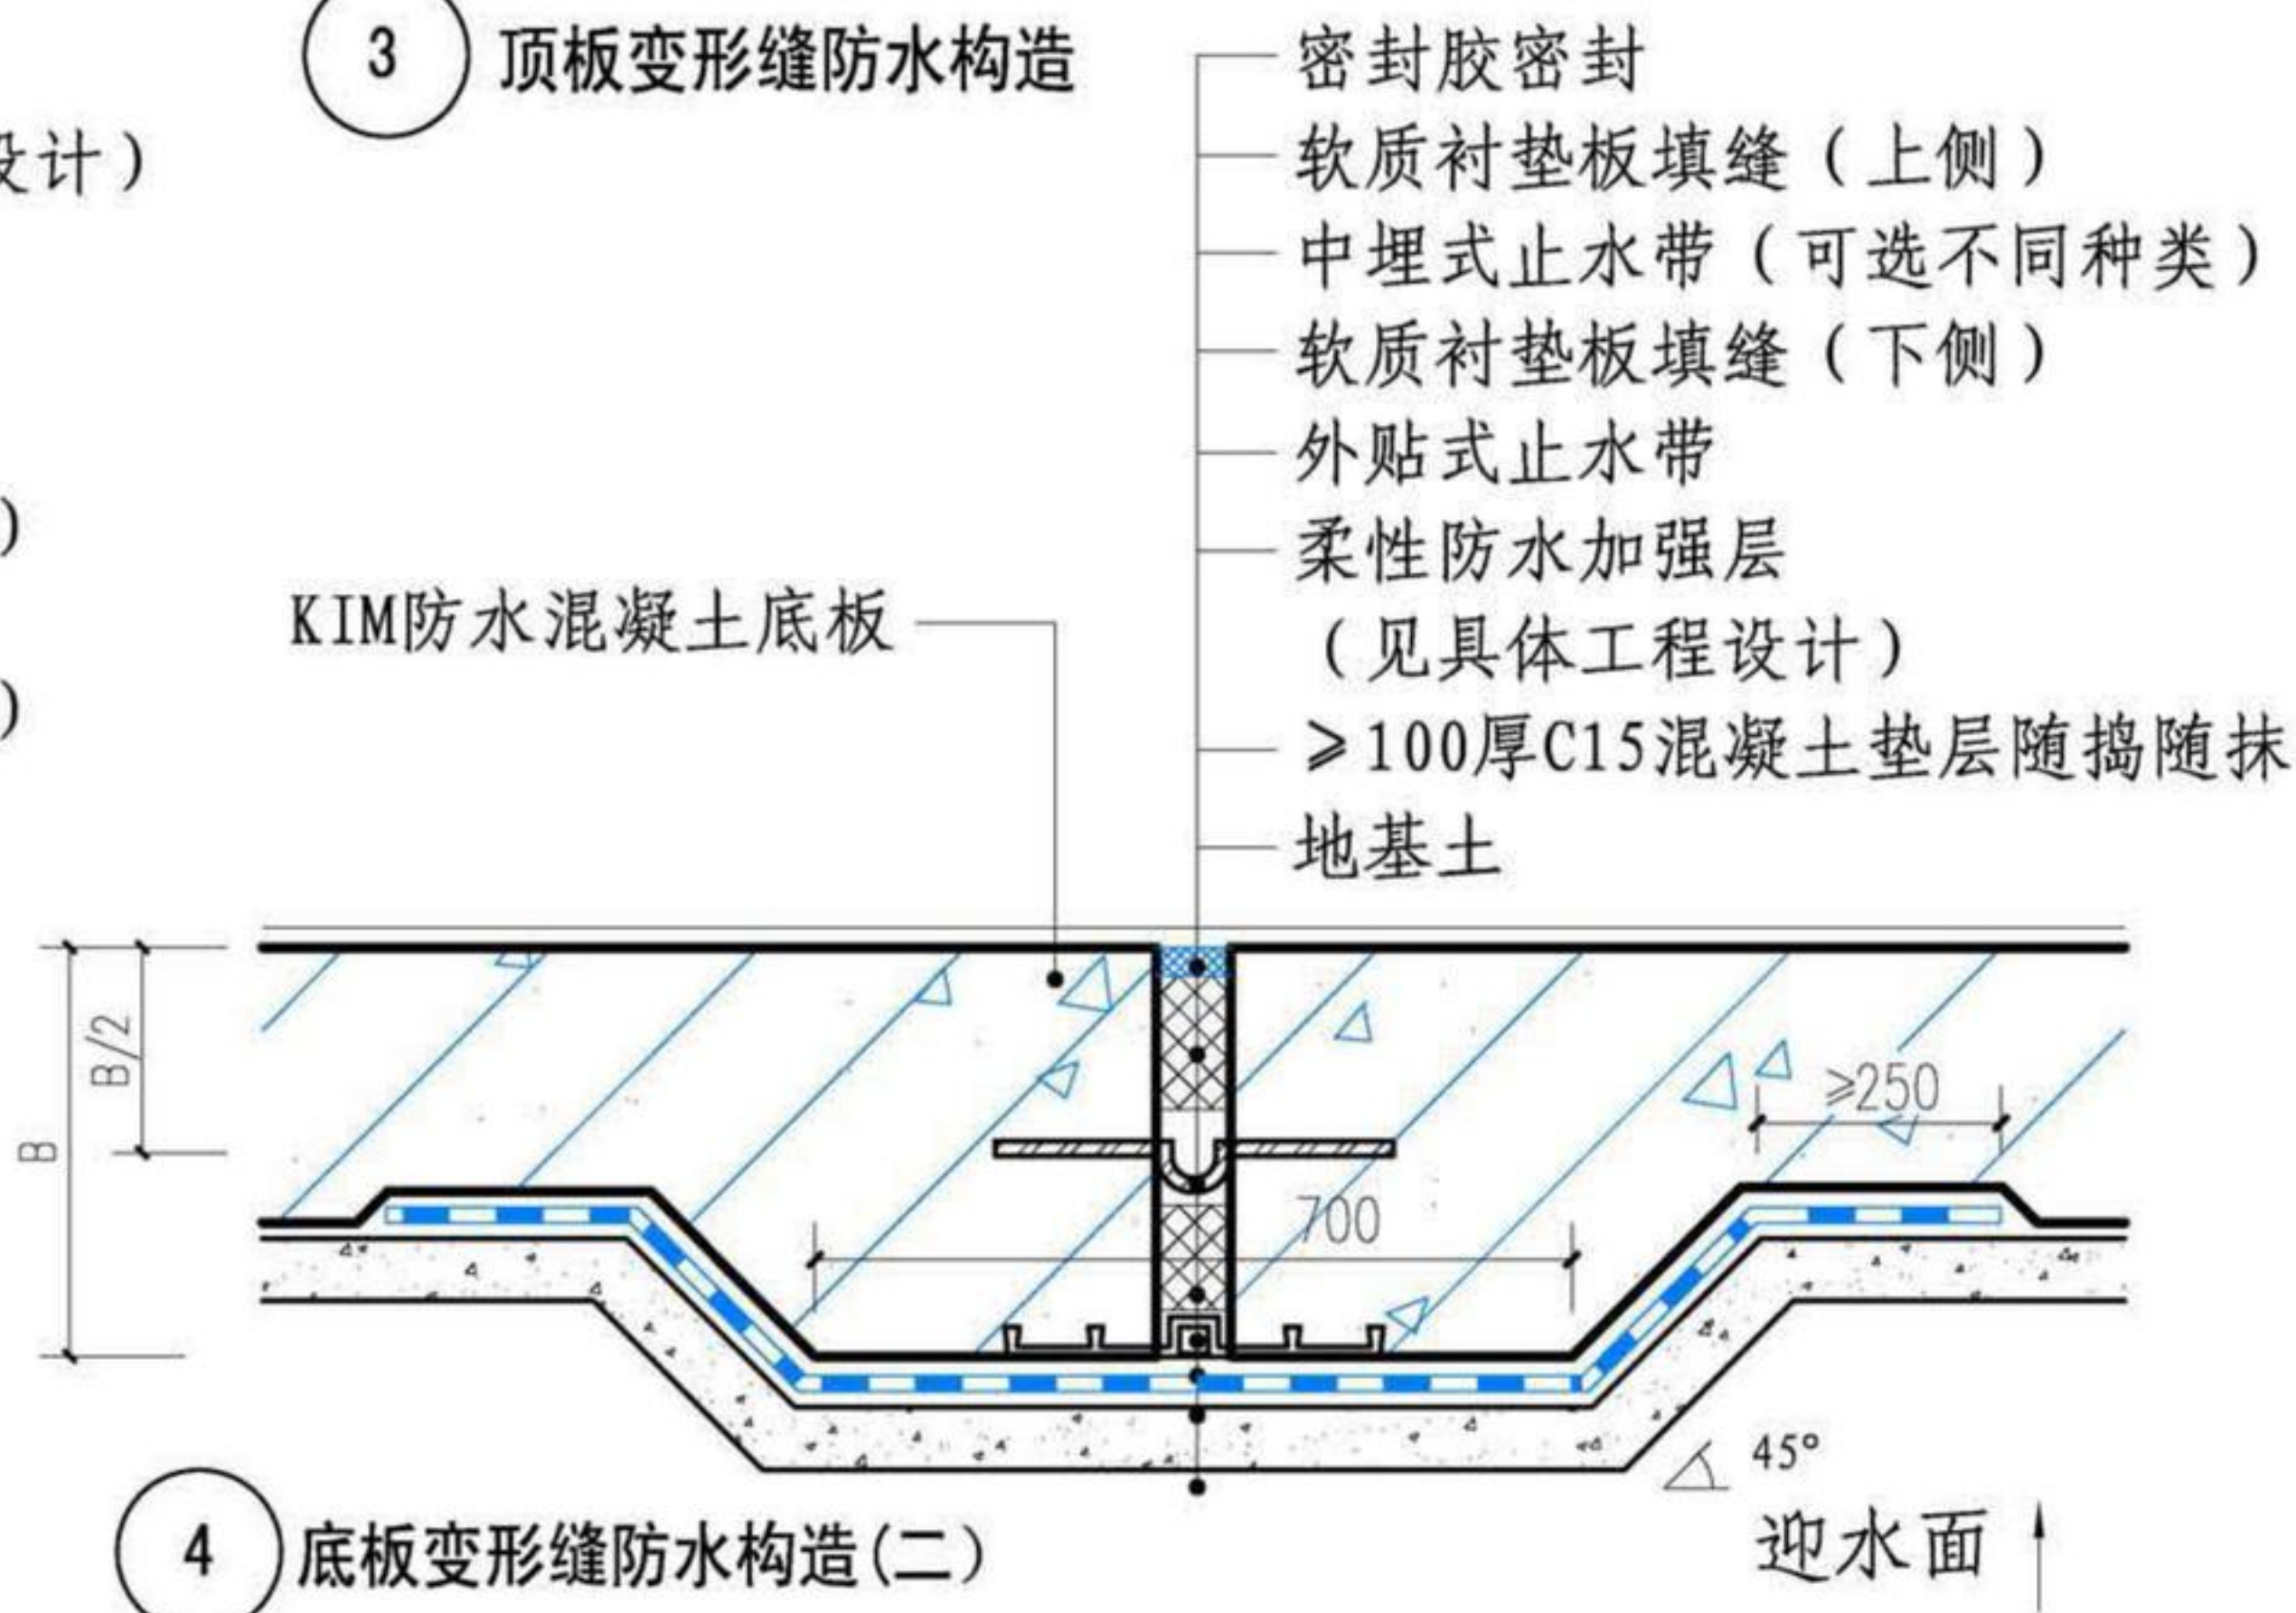 3 顶板变形缝防水构造
设计）
）
）
密封胶密封
软质衬垫板填缝（上侧）
中埋式止水带（可选不同种类）
软质衬垫板填缝（下侧）
外贴式止水带
柔性防水加强层
（见具体工程设计）
≥100厚C15混凝土垫层随捣随抹
地基土
KIM防水混凝土底板
B/2
B
≥250
700
45°
迎水面
4 底板变形缝防水构造(二）